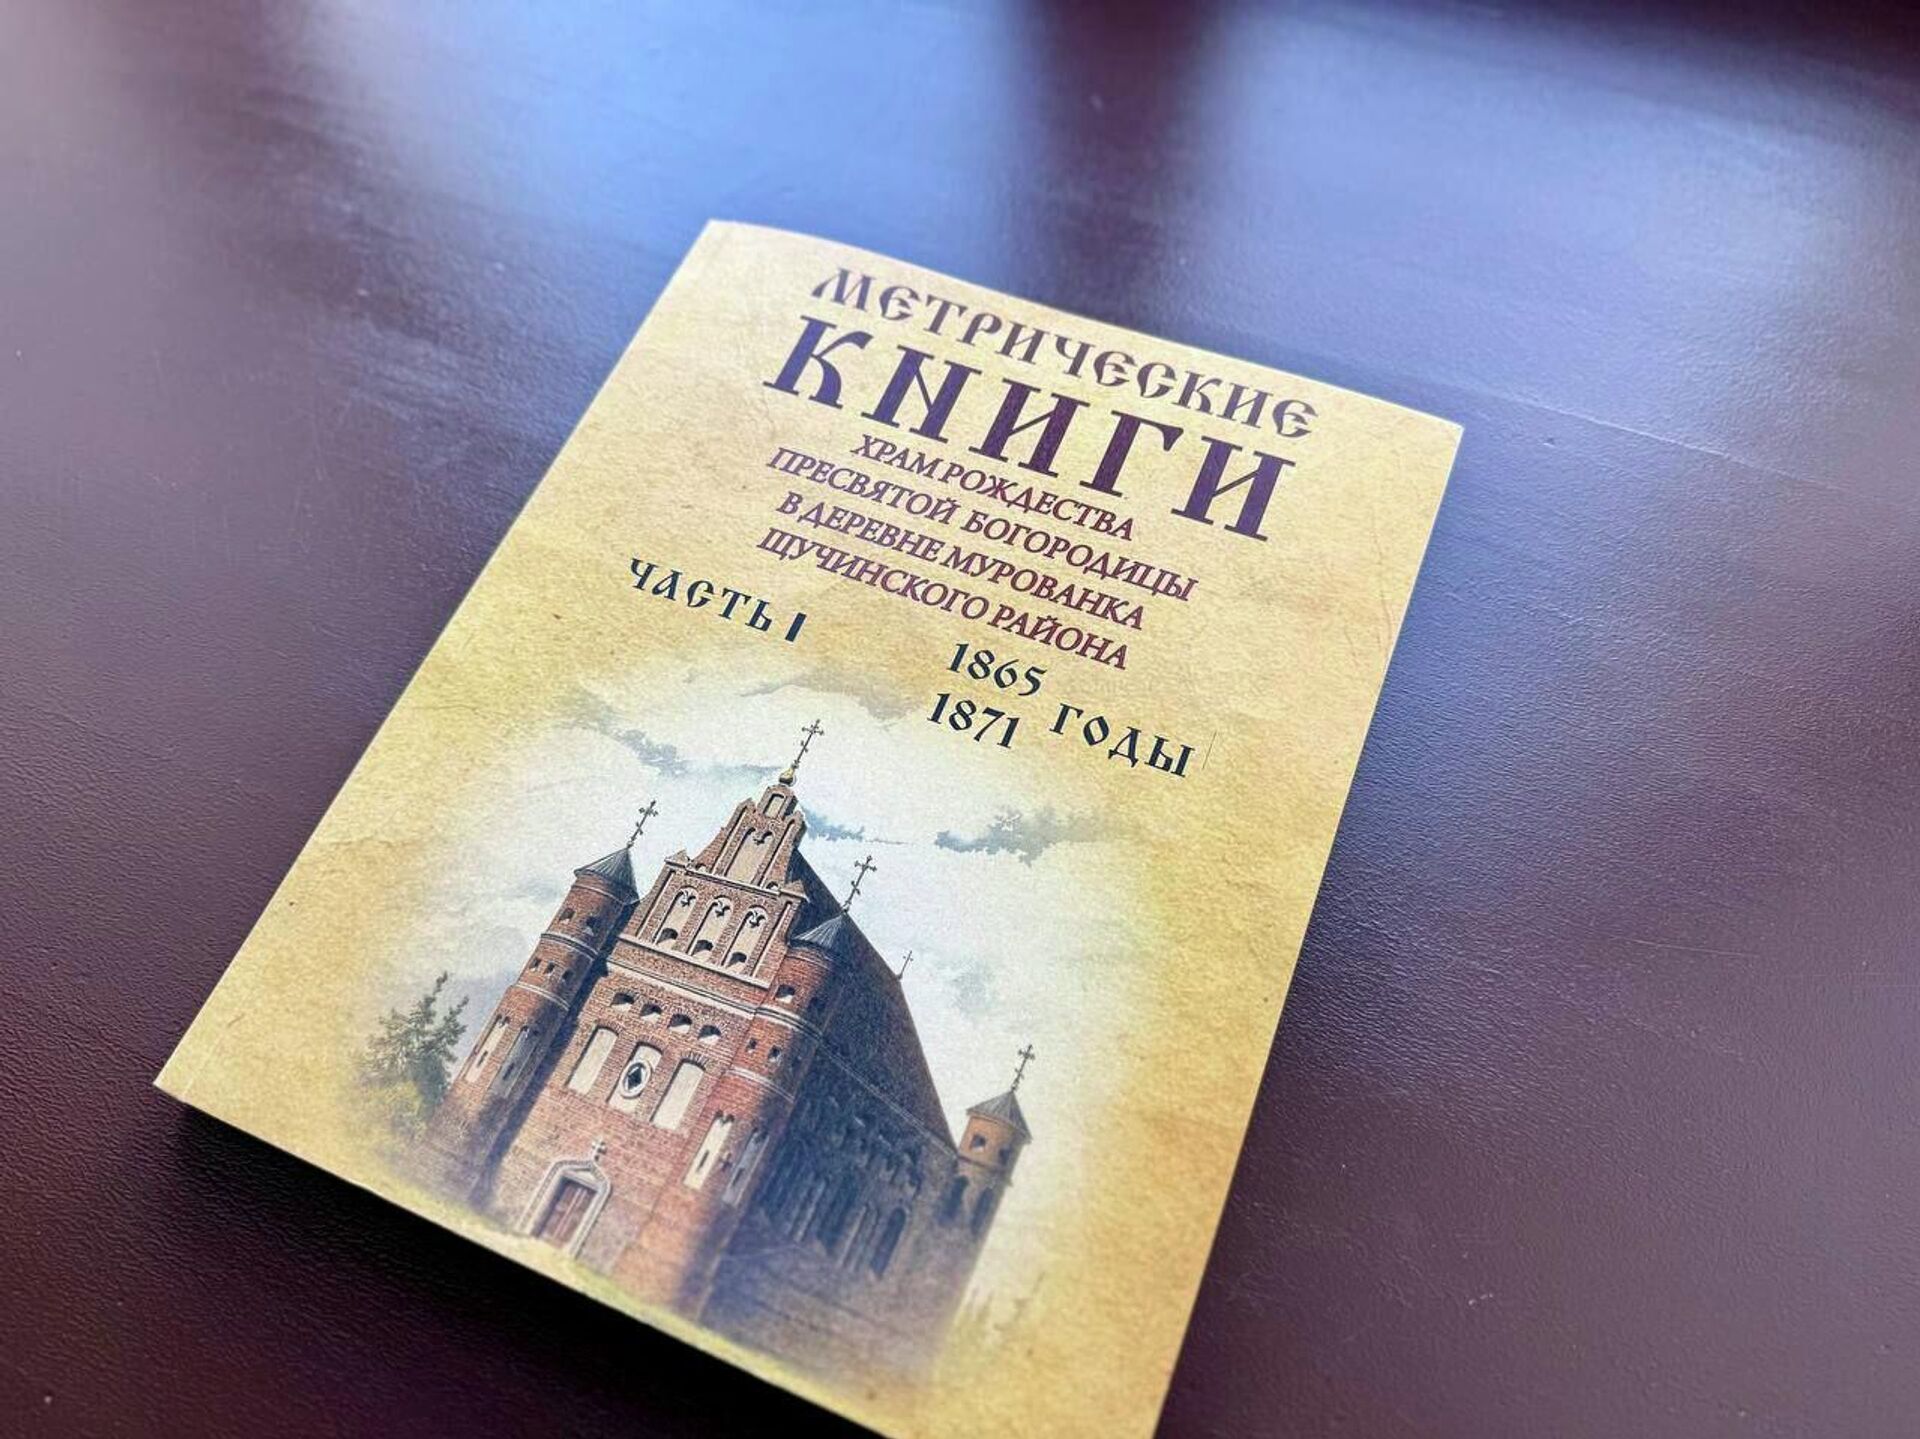 МЕТРИЧЕСКИЕ
КНИГИ
ХРАМ РОЖДЕСТВА
ПРЕСВЯТОЙ БОГОРОДИЦЫ
В ДЕРЕВНЕ МУРОВАНКА
ЩУЧИНСКОГО РАЙОНА
ЧАСТЬ I
1865
1871
ГОДЫ